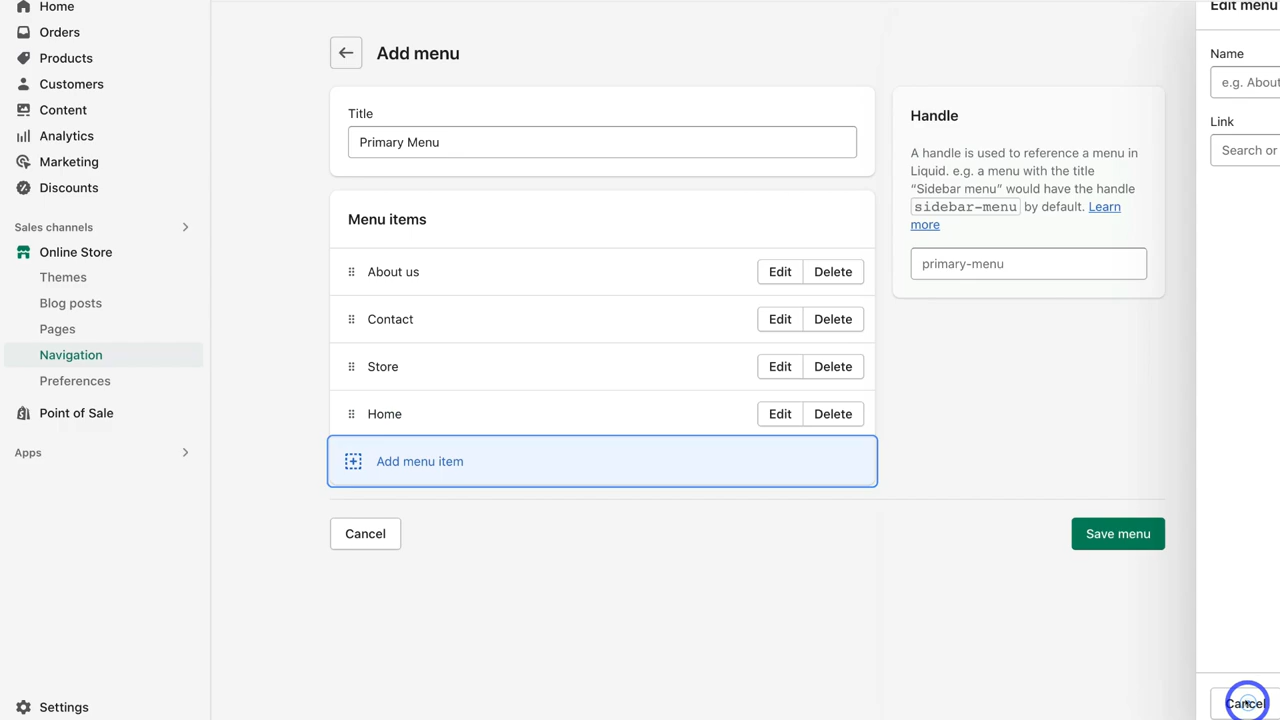 Home
Orders
Products
Customers
Content
Analytics
Marketing
Discounts
Sales channels
Online Store
Themes
Blog posts
Pages
Navigation
Preferences
Point of Sale
Apps
Settings
Add menu
Title
Primary Menu
Menu items
About us Edit Delete
Contact Edit Delete
Store Edit Delete
Home Edit Delete
Add menu item
Cancel
Save menu
Handle
A handle is used to reference a menu in
Liquid. e.g. a menu with the title
“Sidebar menu” would have the handle
sidebar-menu by default. Learn
more
primary-menu
Edit menu
Name
e.g. About
Link
Search or
Cancel